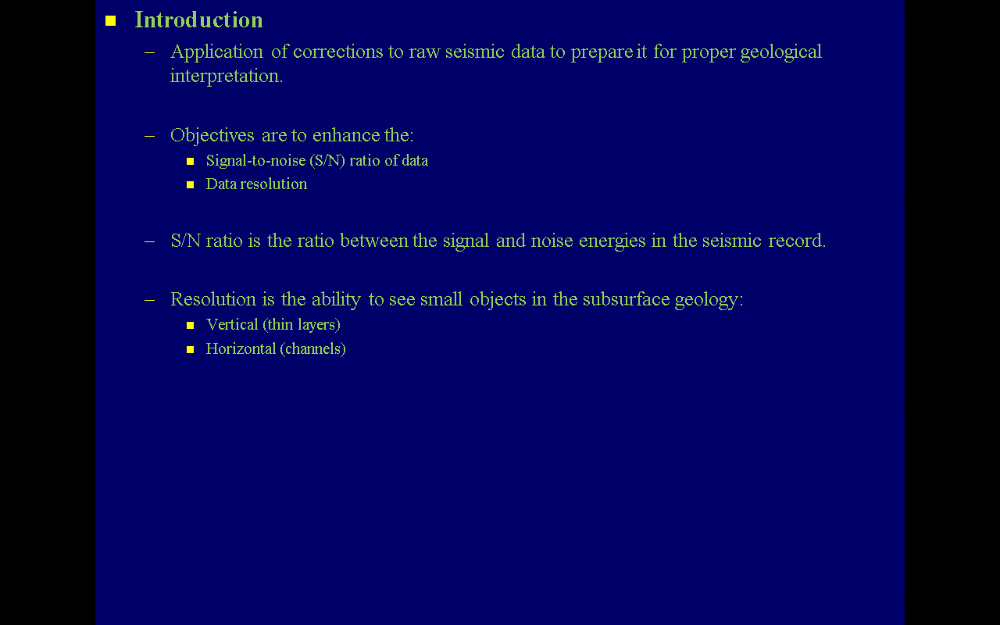 Introduction
– Application of corrections to raw seismic data to prepare it for proper geological
interpretation.
– Objectives are to enhance the:
Signal-to-noise (S/N) ratio of data
Data resolution
– S/N ratio is the ratio between the signal and noise energies in the seismic record.
– Resolution is the ability to see small objects in the subsurface geology:
Vertical (thin layers)
Horizontal (channels)